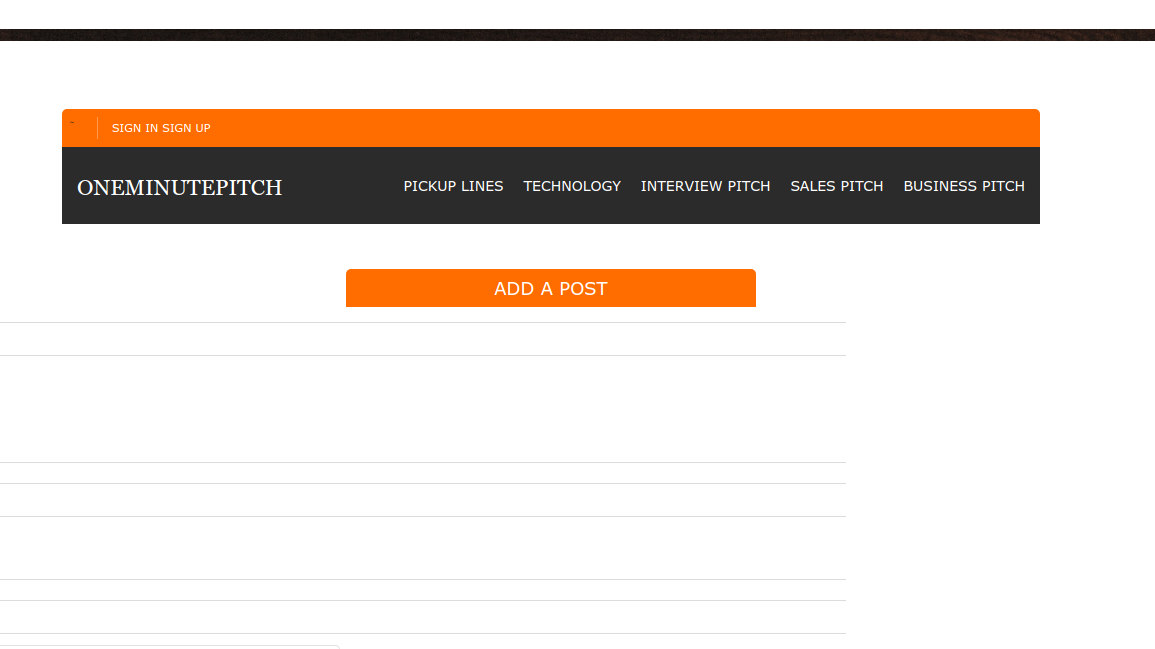 SIGN IN SIGN UP
ONEMINUTEPITCH
PICKUP LINES TECHNOLOGY INTERVIEW PITCH SALES PITCH BUSINESS PITCH
ADD A POST